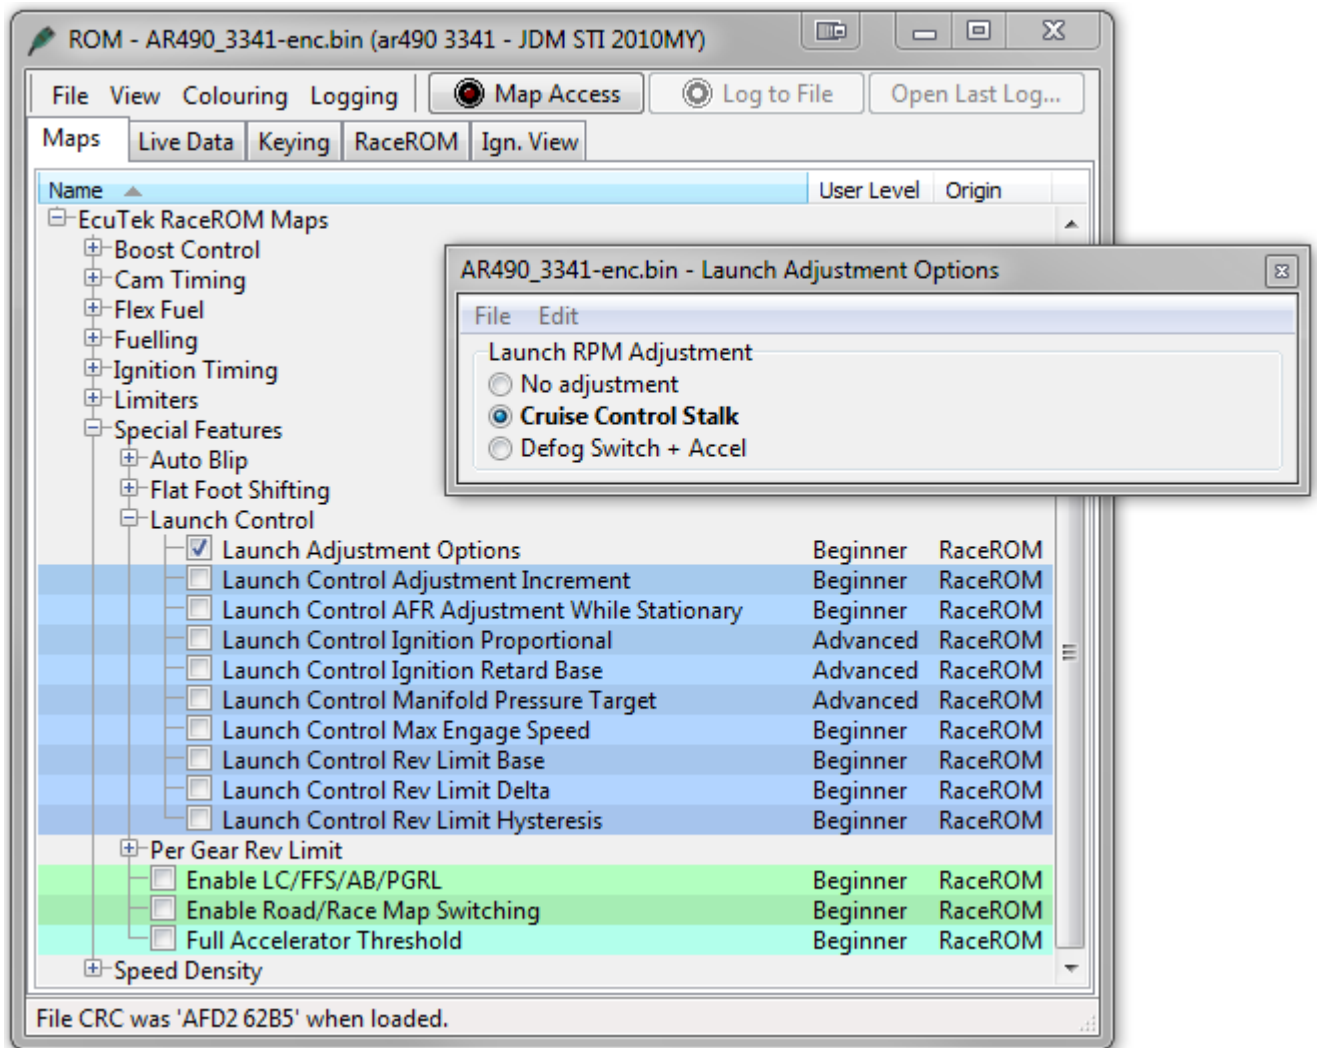 ROM - AR490_3341-enc.bin (ar490 3341 - JDM STI 2010MY)
File View Colouring Logging Map Access Log to File Open Last Log...
Maps Live Data Keying RaceROM Ign. View
Name User Level Origin
EcuTek RaceROM Maps
Boost Control
Cam Timing
Flex Fuel
Fuelling
Ignition Timing
Limiters
Special Features
Auto Blip
Flat Foot Shifting
Launch Control
Launch Adjustment Options Beginner RaceROM
Launch Control Adjustment Increment Beginner RaceROM
Launch Control AFR Adjustment While Stationary Beginner RaceROM
Launch Control Ignition Proportional Advanced RaceROM
Launch Control Ignition Retard Base Advanced RaceROM
Launch Control Manifold Pressure Target Advanced RaceROM
Launch Control Max Engage Speed Beginner RaceROM
Launch Control Rev Limit Base Beginner RaceROM
Launch Control Rev Limit Delta Beginner RaceROM
Launch Control Rev Limit Hysteresis Beginner RaceROM
Per Gear Rev Limit
Enable LC/FFS/AB/PGRL Beginner RaceROM
Enable Road/Race Map Switching Beginner RaceROM
Full Accelerator Threshold Beginner RaceROM
Speed Density
File CRC was 'AFD2 62B5' when loaded.
AR490_3341-enc.bin - Launch Adjustment Options
File Edit
Launch RPM Adjustment
No adjustment
Cruise Control Stalk
Defog Switch + Accel